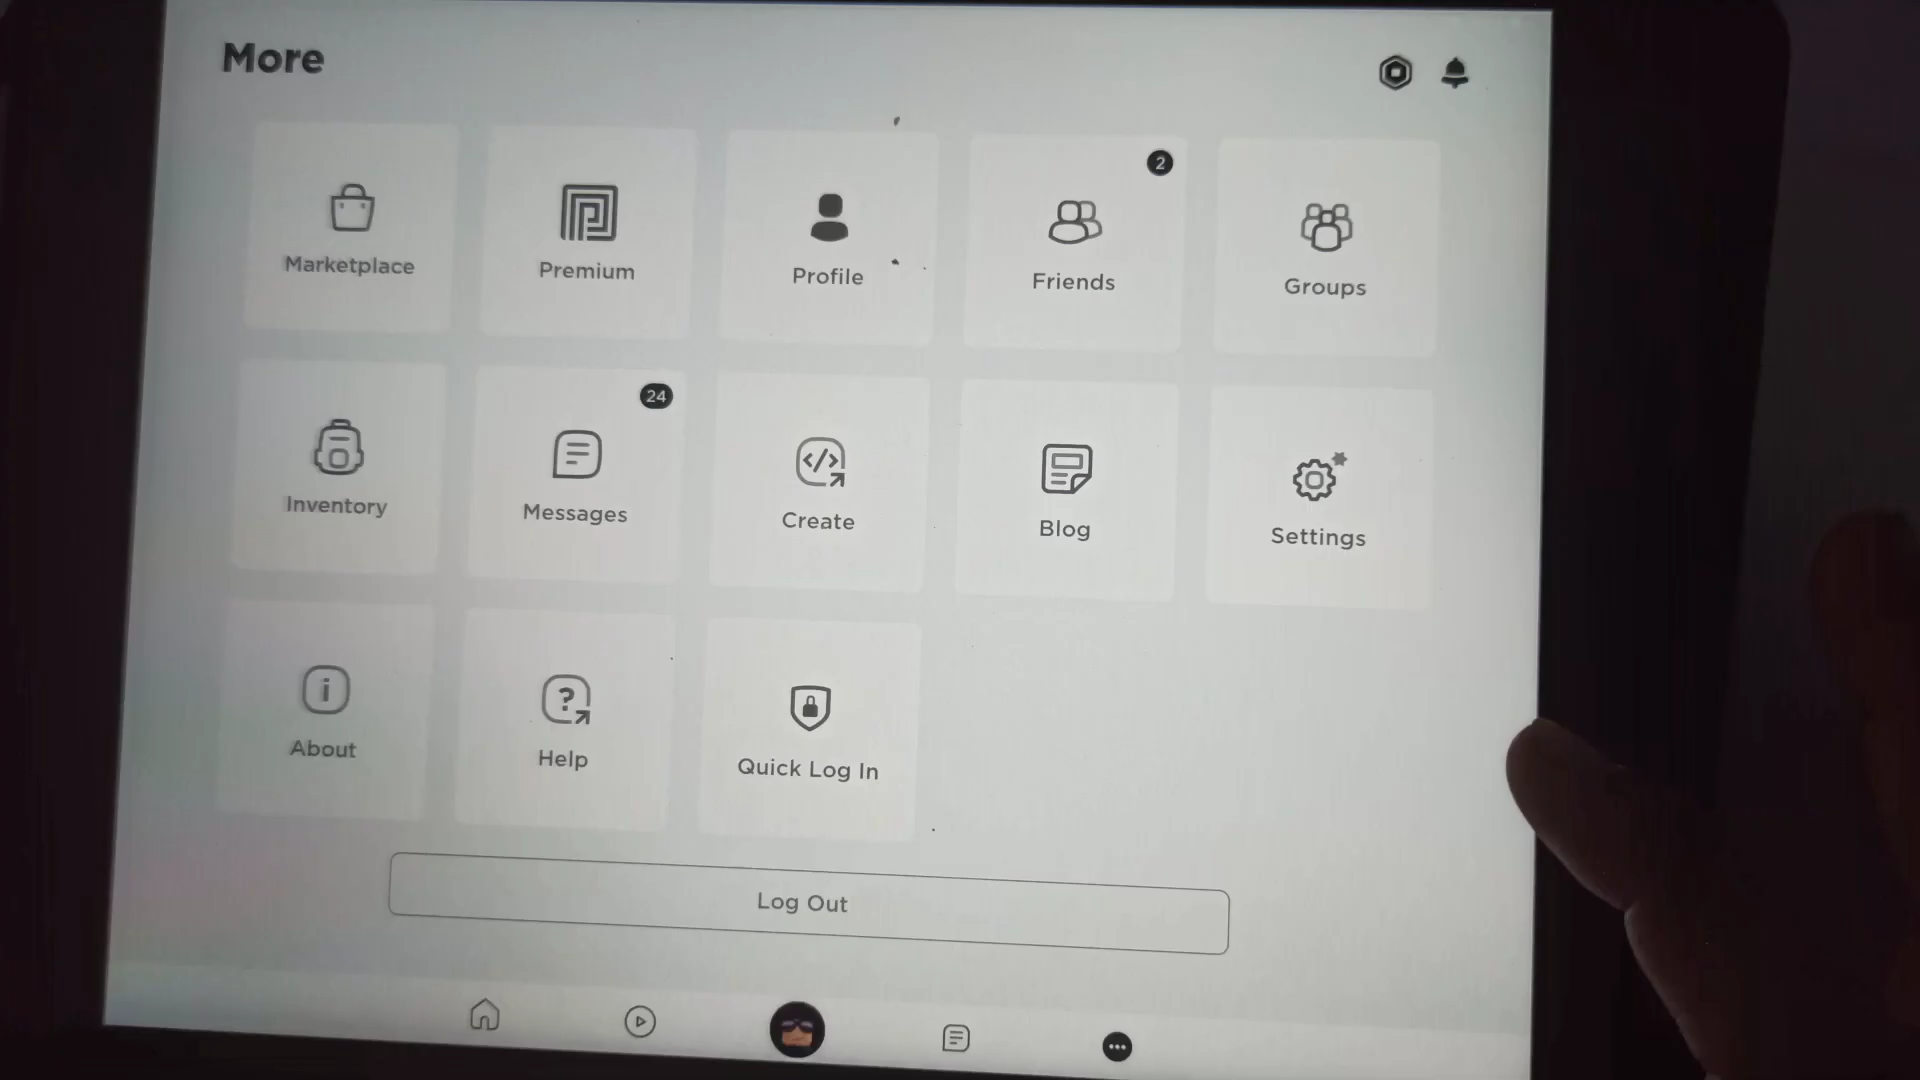 More
Marketplace
Premium
Profile
2
Friends
Groups
Inventory
24
Messages
Create
Blog
Settings
About
Help
Quick Log In
Log Out